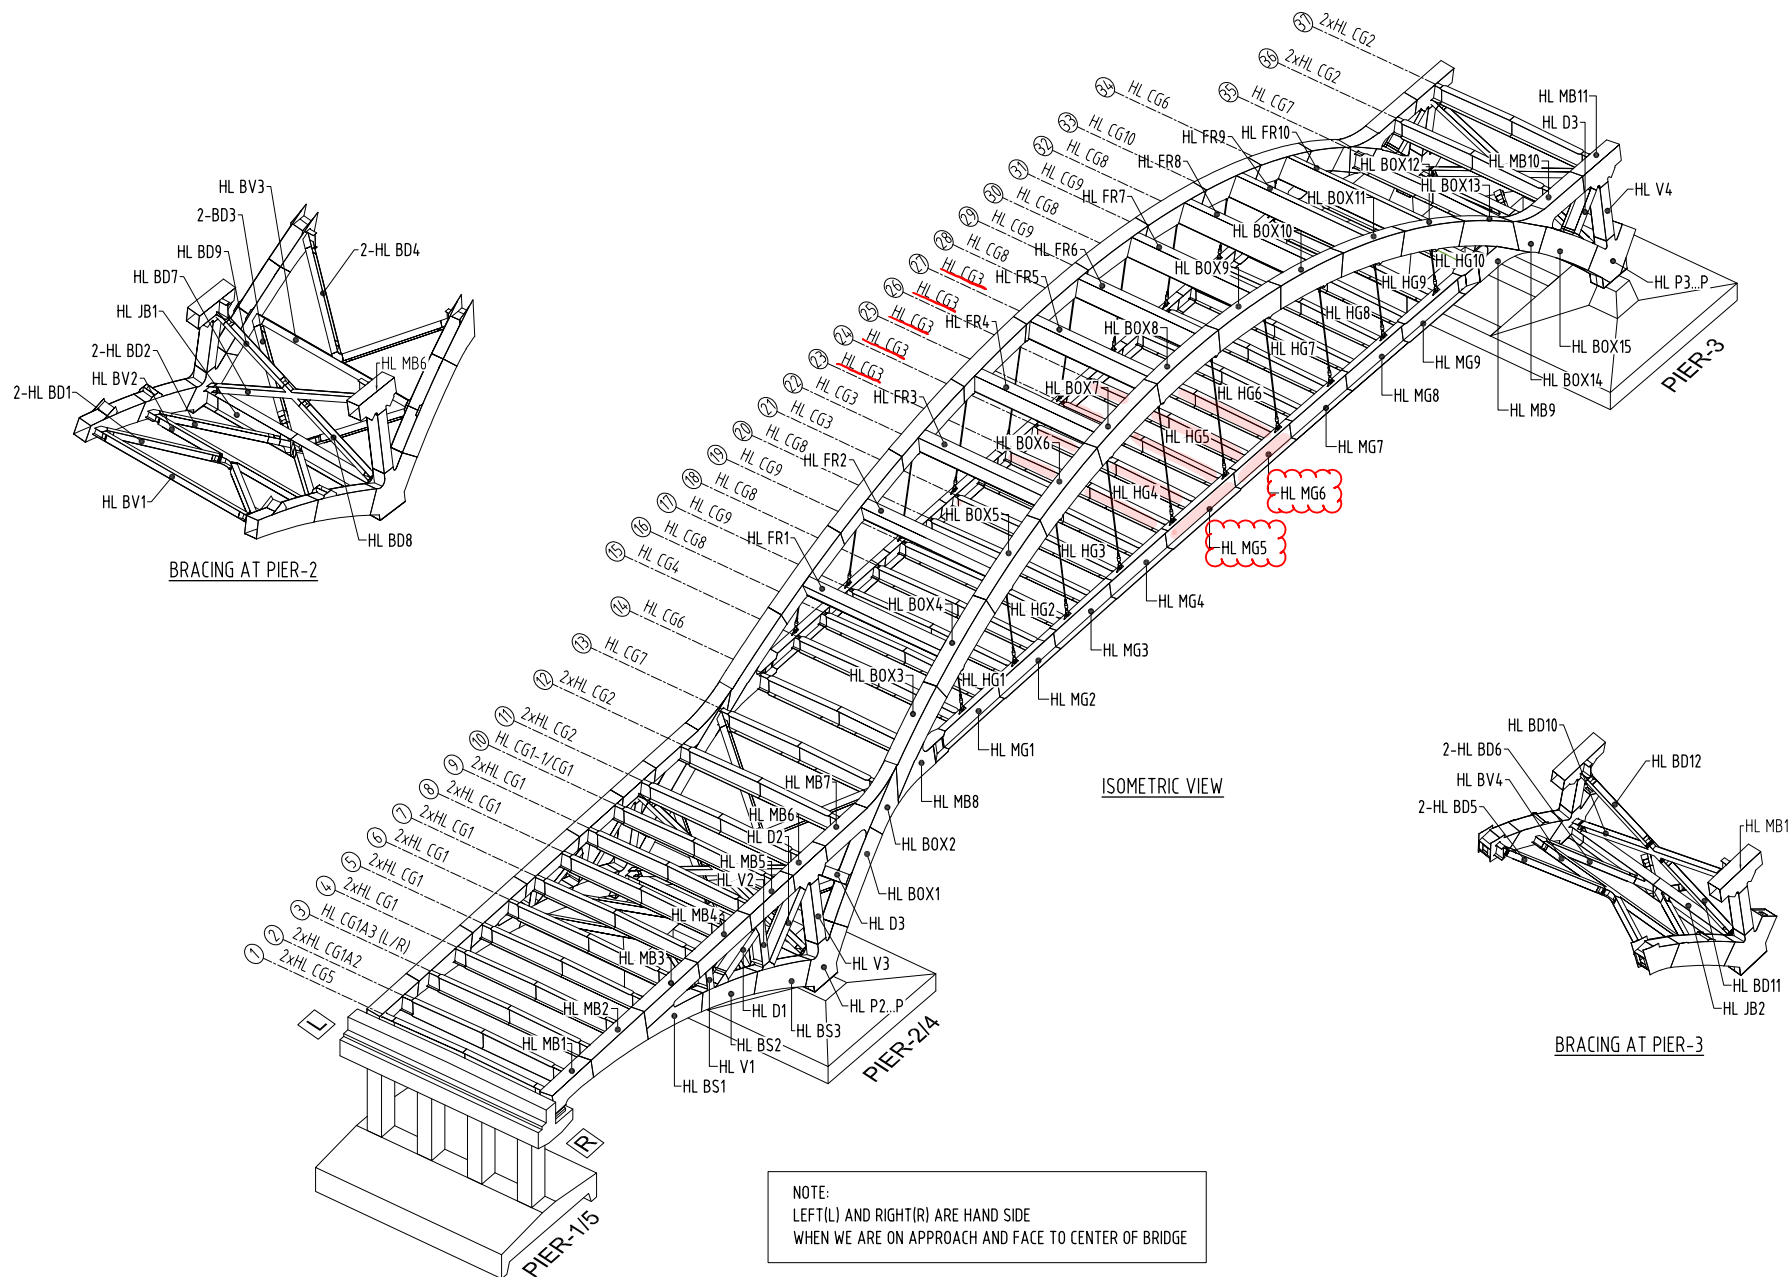 HL BV3
2-BD3
HL BD9
HL BD7
2-HL BD4
HL JB1
2-HL BD2
HL BV2
2-HL BD1
HL MB6
HL BV1
HL BD8
BRACING AT PIER-2
37 2xHL CG2
36 2xHL CG2
35 HL CG7
34 HL CG6
33 HL CG10
32 HL CG8
31 HL CG9
30 HL CG8
29 HL CG9
28 HL CG8
27 HL CG3
26 HL CG3
25 HL CG3
24 HL CG3
23 HL CG3
22 HL CG3
21 HL CG3
20 HL CG8
19 HL CG9
18 HL CG8
17 HL CG9
16 HL CG8
15 HL CG4
14 HL CG6
13 HL CG7
12 2xHL CG2
11 2xHL CG2
10 HL CG1-1/CG1
9 2xHL CG1
8 2xHL CG1
7 2xHL CG1
6 2xHL CG1
5 2xHL CG1
4 2xHL CG1
3 HL CG1A3 (L/R)
2 2xHL CG1A2
1 2xHL CG5
HL FR10
HL FR9
HL FR8
HL FR7
HL FR6
HL FR5
HL FR4
HL FR3
HL FR2
HL FR1
HL MB11
HL D3
HL MB10
HL V4
HL BOX13
HL BOX12
HL BOX11
HL BOX10
HL BOX9
HL BOX8
HL BOX7
HL BOX6
HL BOX5
HL BOX4
HL BOX3
HL HG10
HL HG9
HL HG8
HL HG7
HL HG6
HL HG5
HL HG4
HL HG3
HL HG2
HL HG1
HL P3...P
HL BOX15
HL BOX14
HL MB9
PIER-3
HL MG9
HL MG8
HL MG7
HL MG6
HL MG5
HL MG4
HL MG3
HL MG2
HL MG1
HL MB8
HL MB7
HL MB6
HL D2
HL MB5
HL V2
HL MB4
HL MB3
HL MB2
HL MB1
HL BOX2
HL BOX1
HL D3
HL V3
HL P2...P
HL BS3
HL D1
HL BS2
HL V1
HL BS1
PIER-2/4
L
R
PIER-1/5
ISOMETRIC VIEW
HL BD10
2-HL BD6
HL BV4
2-HL BD5
HL BD12
HL MB1
HL BD11
HL JB2
BRACING AT PIER-3
NOTE:
LEFT(L) AND RIGHT(R) ARE HAND SIDE
WHEN WE ARE ON APPROACH AND FACE TO CENTER OF BRIDGE